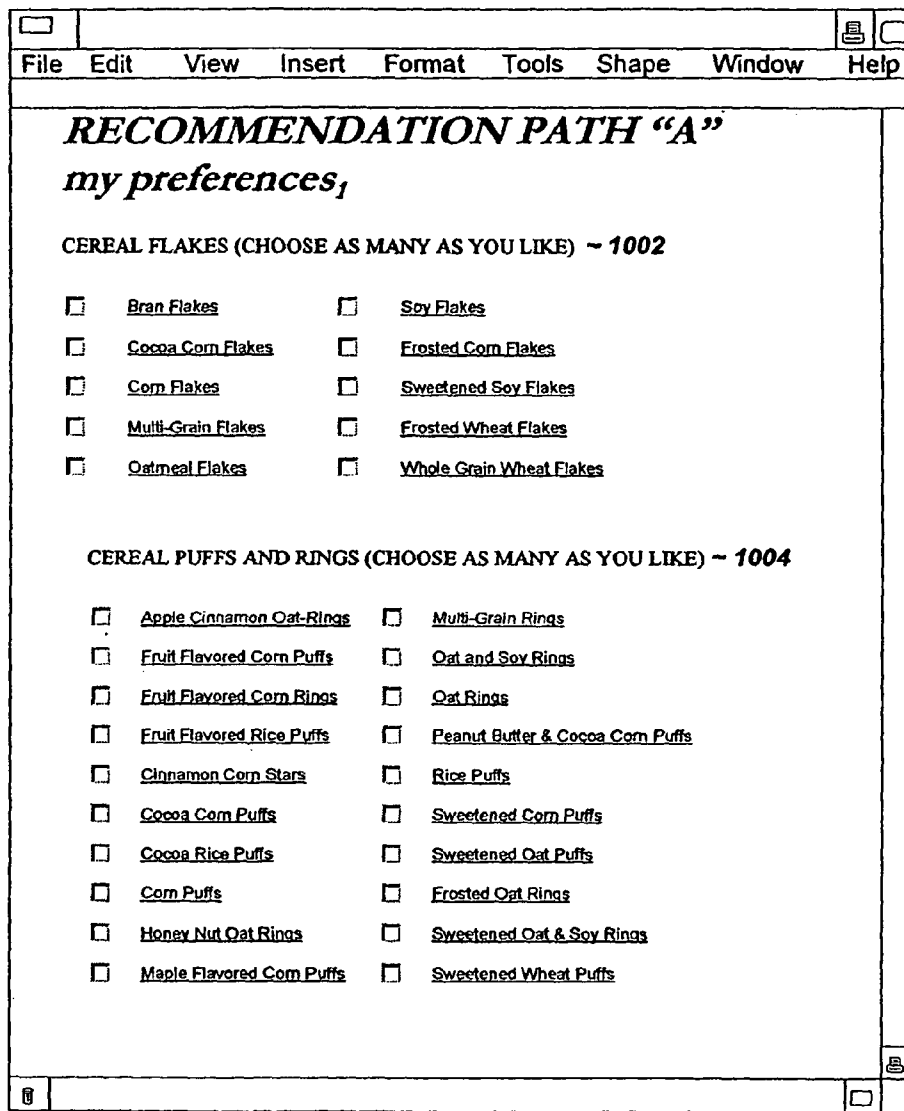 File Edit View Insert Format Tools Shape Window Help
RECOMMENDATION PATH “A”
my preferences1
CEREAL FLAKES (CHOOSE AS MANY AS YOU LIKE) ~ 1002
Bran Flakes Soy Flakes
Cocoa Corn Flakes Frosted Corn Flakes
Corn Flakes Sweetened Soy Flakes
Multi-Grain Flakes Frosted Wheat Flakes
Oatmeal Flakes Whole Grain Wheat Flakes
CEREAL PUFFS AND RINGS (CHOOSE AS MANY AS YOU LIKE) ~ 1004
Apple Cinnamon Oat-Rings Multi-Grain Rings
Fruit Flavored Corn Puffs Oat and Soy Rings
Fruit Flavored Corn Rings Oat Rings
Fruit Flavored Rice Puffs Peanut Butter & Cocoa Corn Puffs
Cinnamon Corn Stars Rice Puffs
Cocoa Corn Puffs Sweetened Corn Puffs
Cocoa Rice Puffs Sweetened Oat Puffs
Corn Puffs Frosted Oat Rings
Honey Nut Oat Rings Sweetened Oat & Soy Rings
Maple Flavored Corn Puffs Sweetened Wheat Puffs